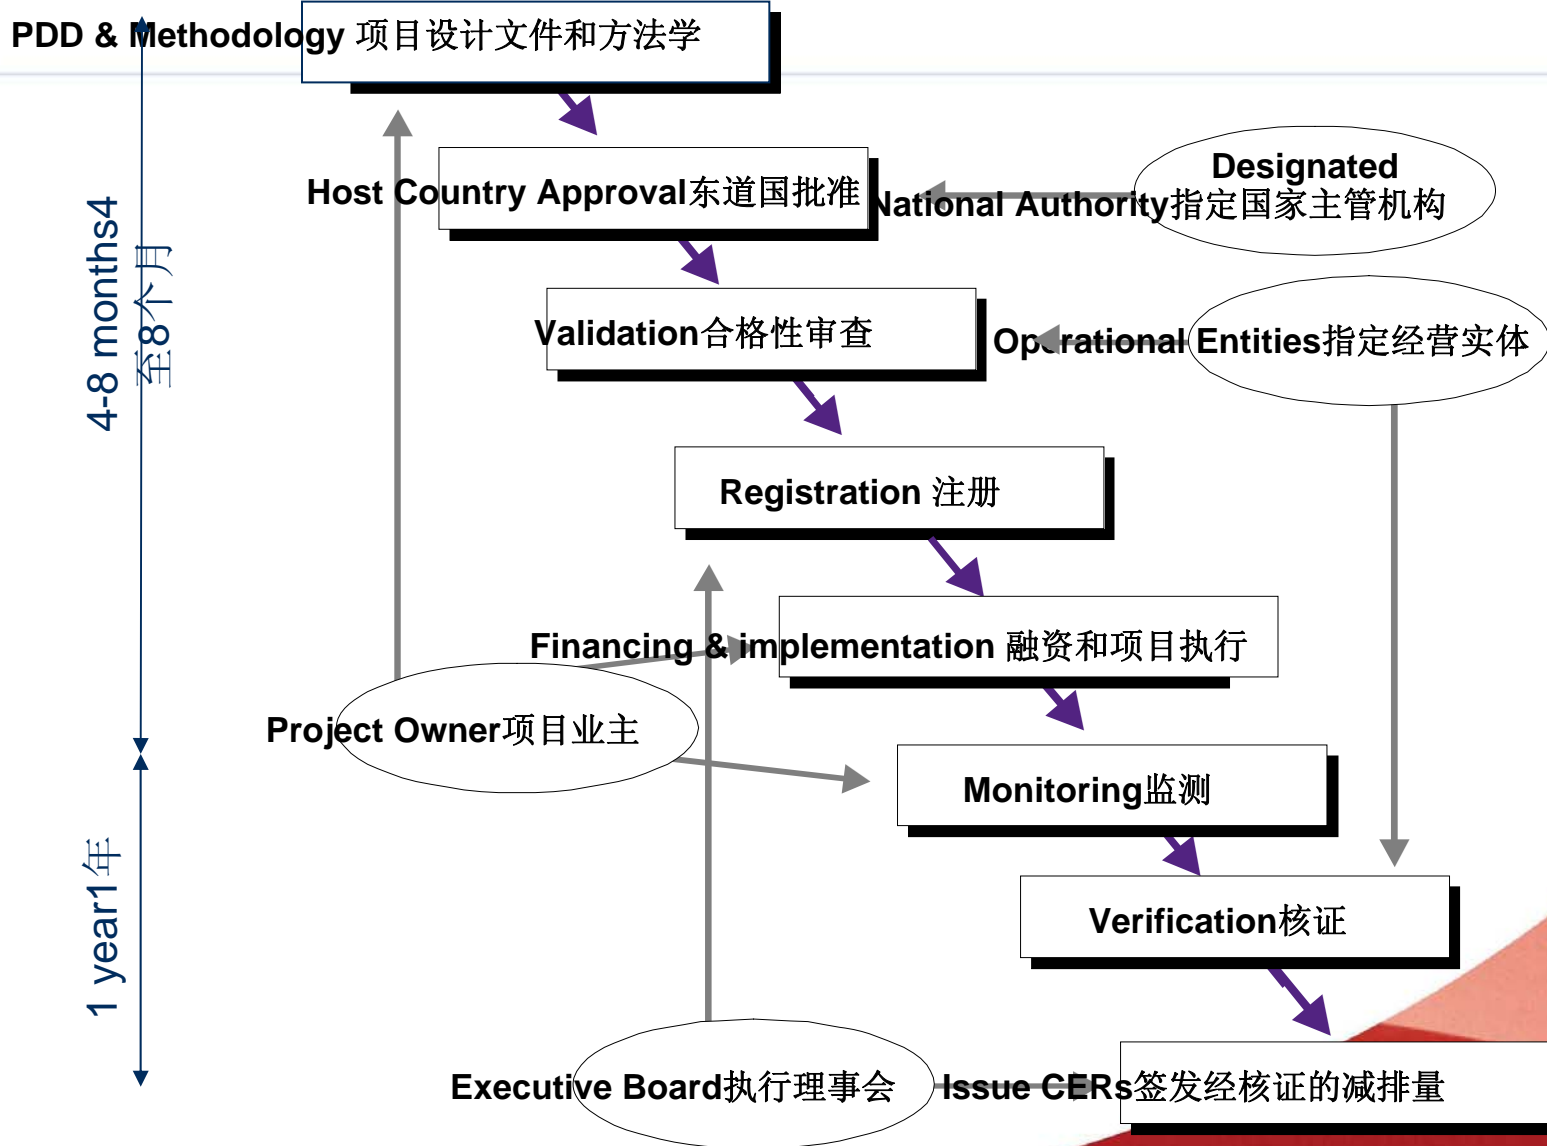 PDD & Methodology 项目设计文件和方法学
Host Country Approval东道国批准
Designated
National Authority指定国家主管机构
4-8 months4
至8个月
Validation合格性审查
Operational Entities指定经营实体
Registration 注册
Financing & implementation 融资和项目执行
Project Owner项目业主
Monitoring监测
1 year1年
Verification核证
Executive Board执行理事会
Issue CERs签发经核证的减排量